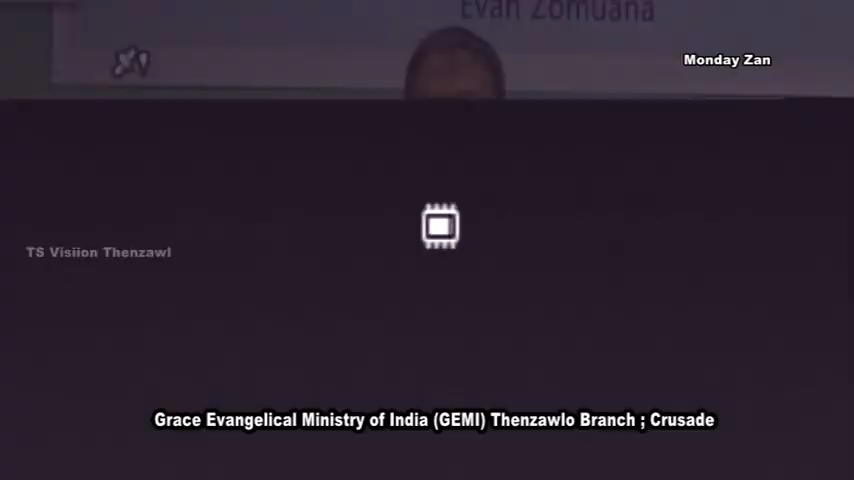 Evan Zomuana
Monday Zan
TS Visiion Thenzawl
Grace Evangelical Ministry of India (GEMI) Thenzawlo Branch ; Crusade